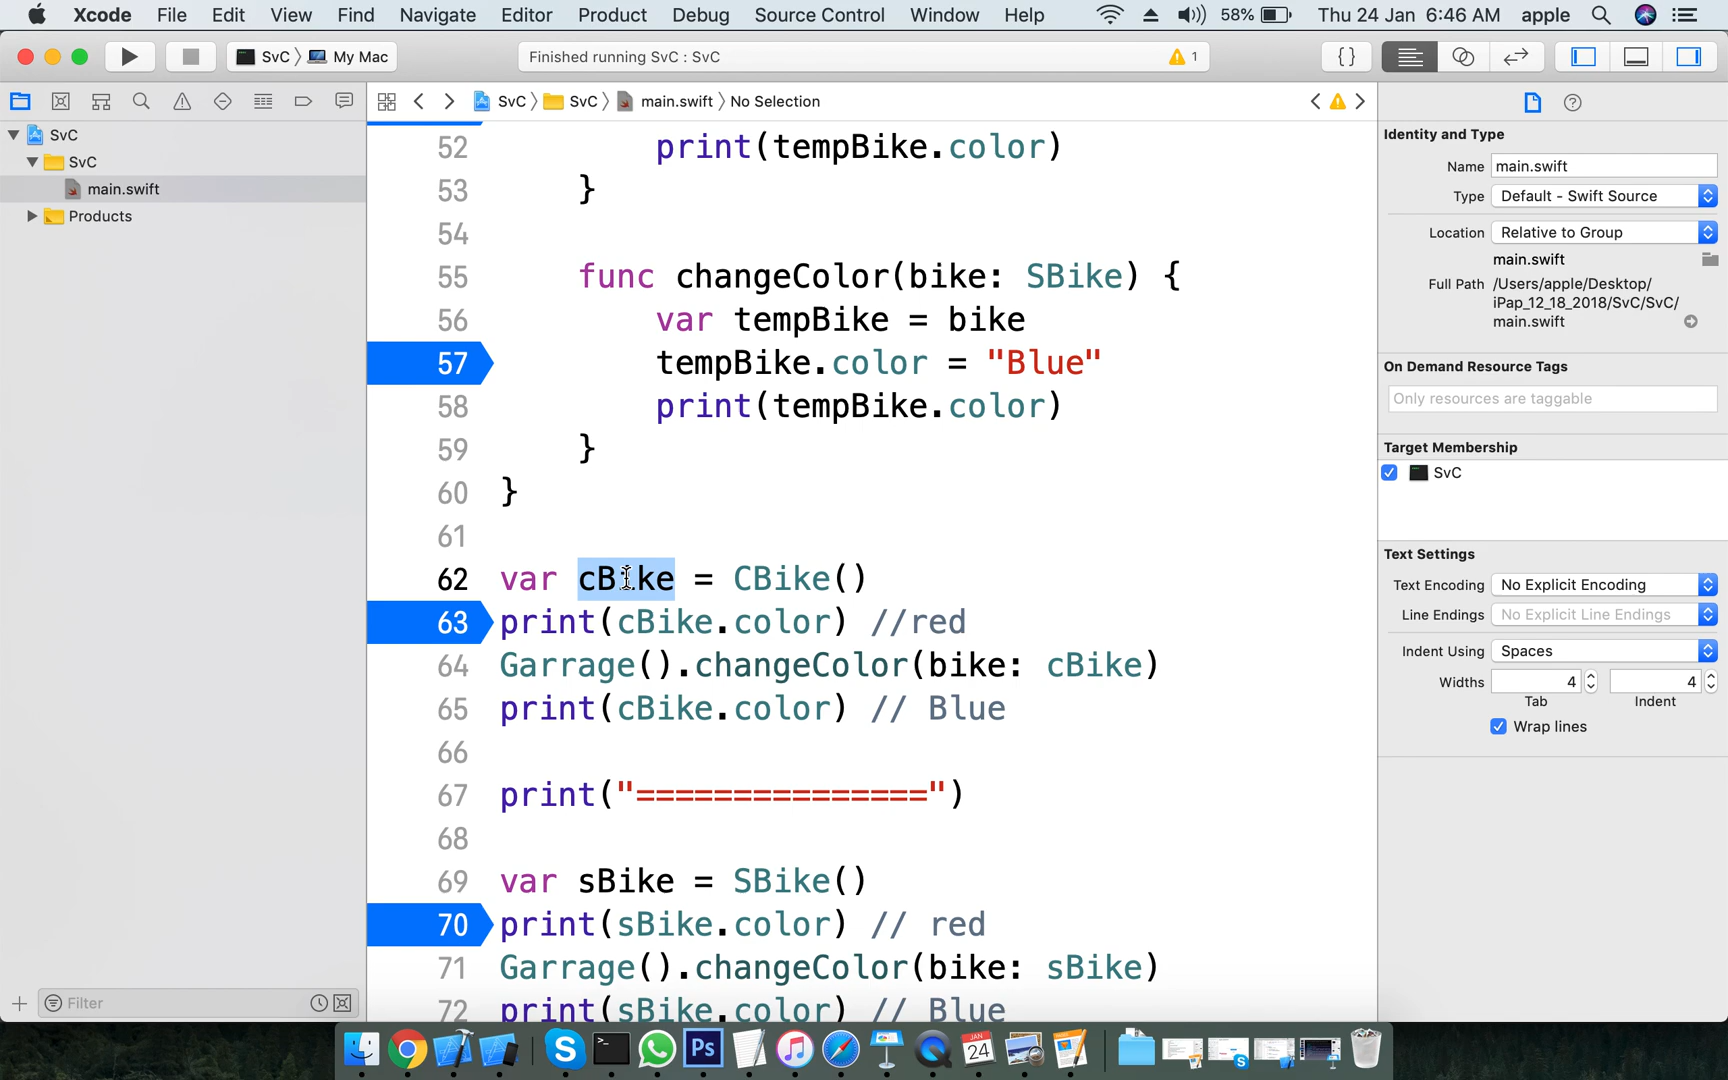 Xcode File Edit View Find Navigate Editor Product Debug Source Control Window Help 58% Thu 24 Jan 6:46 AM apple
SvC My Mac Finished running SvC : SvC 1 { }
SvC SvC main.swift No Selection
SvC
SvC
main.swift
Products
Filter
52 print(tempBike.color)
53 }
54
55 func changeColor(bike: SBike) {
56 var tempBike = bike
57 tempBike.color = "Blue"
58 print(tempBike.color)
59 }
60 }
61
62 var cBike = CBike()
63 print(cBike.color) //red
64 Garrage().changeColor(bike: cBike)
65 print(cBike.color) // Blue
66
67 print("===============")
68
69 var sBike = SBike()
70 print(sBike.color) // red
71 Garrage().changeColor(bike: sBike)
72 print(sBike.color) // Blue
Identity and Type
Name main.swift
Type Default - Swift Source
Location Relative to Group
main.swift
Full Path /Users/apple/Desktop/
iPap_12_18_2018/SvC/SvC/
main.swift
On Demand Resource Tags
Only resources are taggable
Target Membership
SvC
Text Settings
Text Encoding No Explicit Encoding
Line Endings No Explicit Line Endings
Indent Using Spaces
Widths 4 4
Tab Indent
Wrap lines
Ps
JAN
24